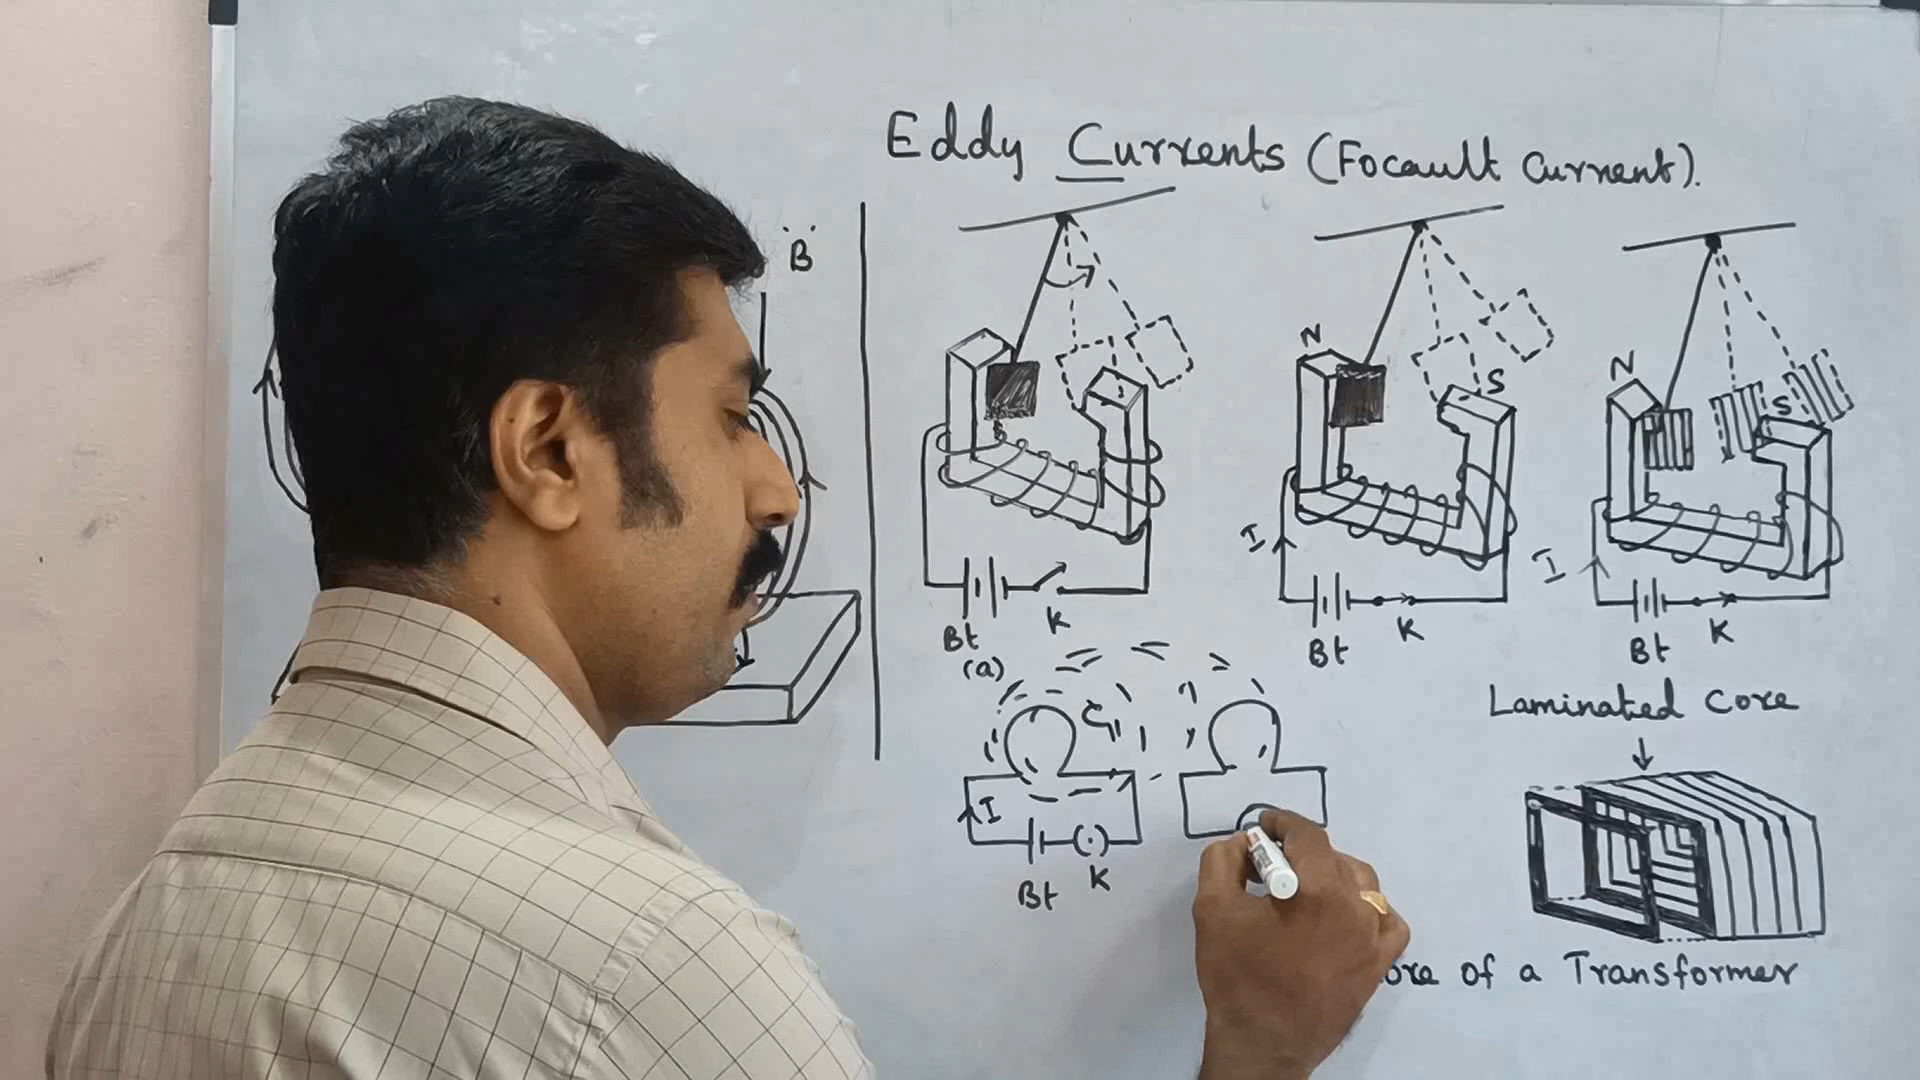 Eddy Currents (Focault Current).
"B"
N
S
N
S
I
I
Bt
K
(a)
Bt
K
Bt
K
Laminated Core
I
Bt
K
of a Transformer